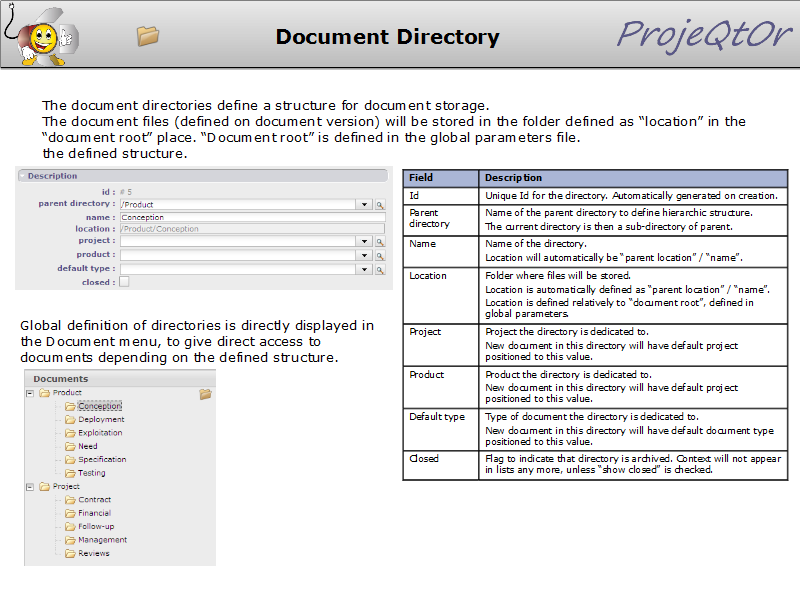 Document Directory
ProjeQtOr
The document directories define a structure for document storage.
The document files (defined on document version) will be stored in the folder defined as “location” in the
“document root” place. “Document root” is defined in the global parameters file.
the defined structure.
Description
id : # 5
parent directory : /Product
name : Conception
location : /Product/Conception
project :
product :
default type :
closed :
Global definition of directories is directly displayed in
the Document menu, to give direct access to
documents depending on the defined structure.
Documents
Product
Conception
Deployment
Exploitation
Need
Specification
Testing
Project
Contract
Financial
Follow-up
Management
Reviews
Field Description
Id Unique Id for the directory. Automatically generated on creation.
Parent
directory
Name of the parent directory to define hierarchic structure.
The current directory is then a sub-directory of parent.
Name Name of the directory.
Location will automatically be “parent location” / “name”.
Location Folder where files will be stored.
Location is automatically defined as “parent location” / “name”.
Location is defined relatively to “document root”, defined in
global parameters.
Project Project the directory is dedicated to.
New document in this directory will have default project
positioned to this value.
Product Product the directory is dedicated to.
New document in this directory will have default project
positioned to this value.
Default type Type of document the directory is dedicated to.
New document in this directory will have default document type
positioned to this value.
Closed Flag to indicate that directory is archived. Context will not appear
in lists any more, unless “show closed” is checked.